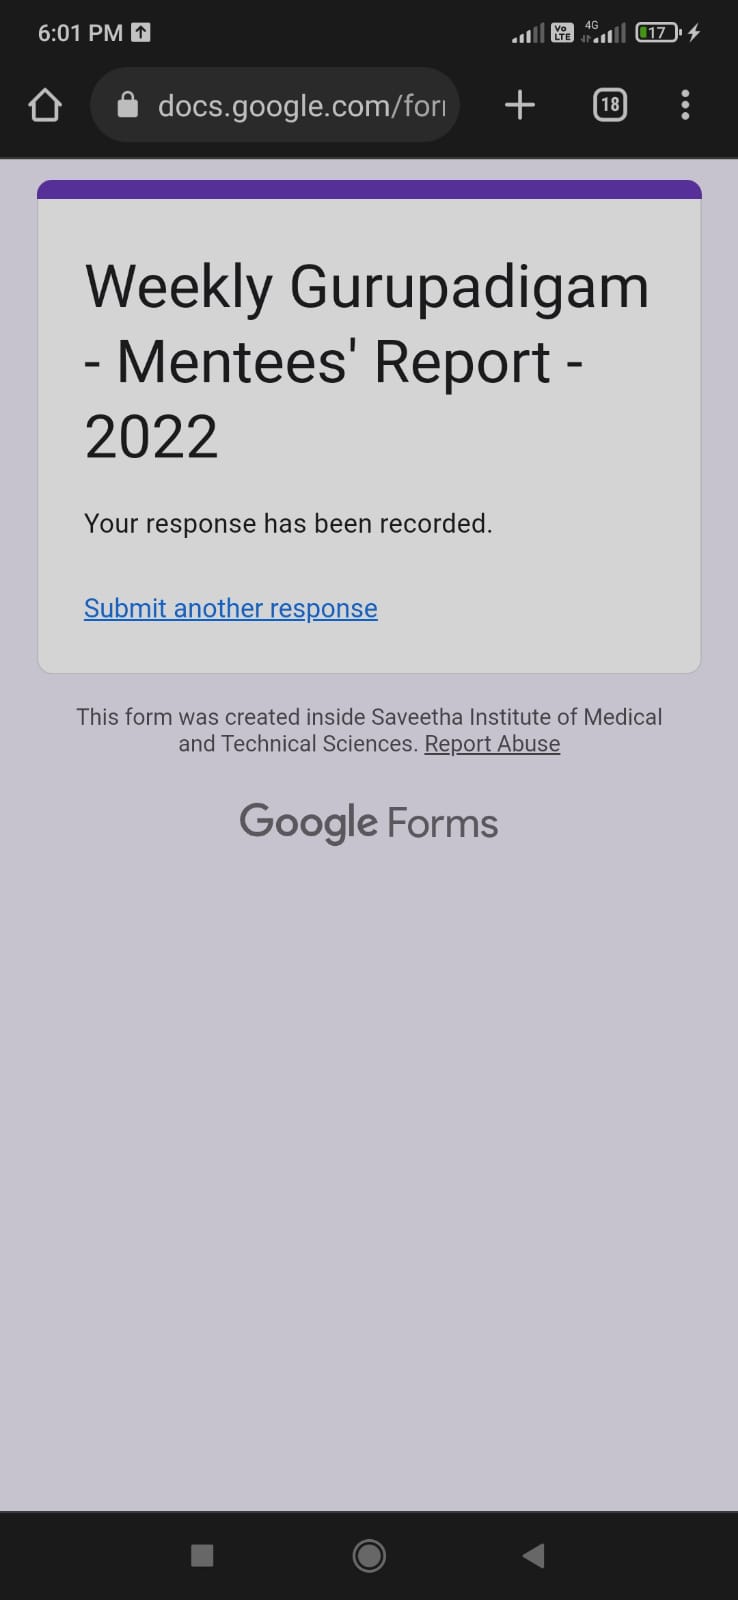 6:01 PM
Vo LTE
4G
17
docs.google.com/for
18
Weekly Gurupadigam
- Mentees' Report -
2022
Your response has been recorded.
Submit another response
This form was created inside Saveetha Institute of Medical
and Technical Sciences. Report Abuse
Google Forms